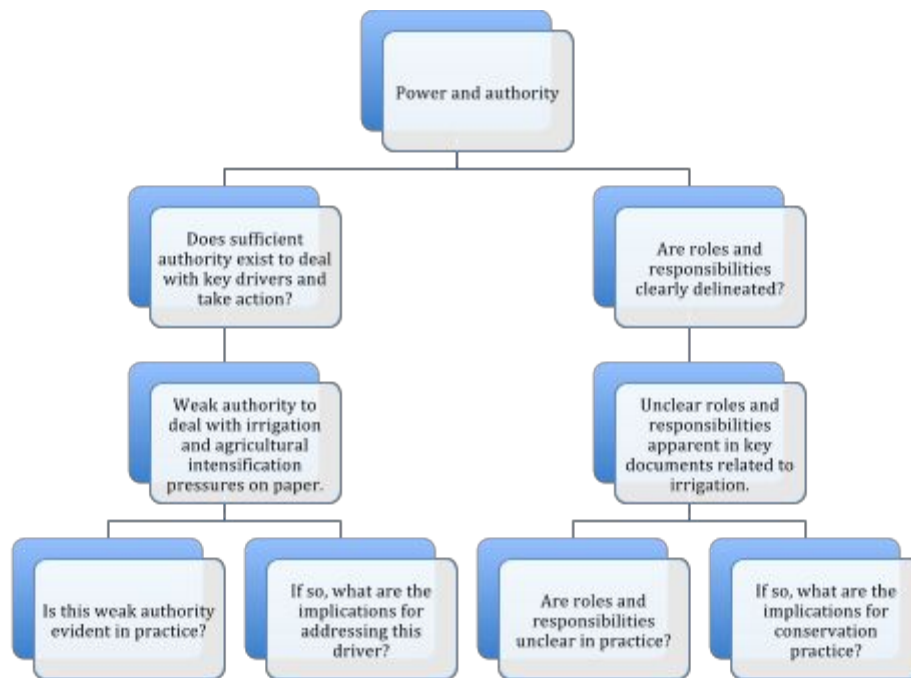 Power and authority
Does sufficient
authority exist to deal
with key drivers and
take action?
Are roles and
responsibilities
clearly delineated?
Weak authority to
deal with irrigation
and agricultural
intensification
pressures on paper.
Unclear roles and
responsibilities
apparent in key
documents related to
irrigation.
Is this weak authority
evident in practice?
If so, what are the
implications for
addressing this
driver?
Are roles and
responsibilities
unclear in practice?
If so, what are the
implications for
conservation
practice?